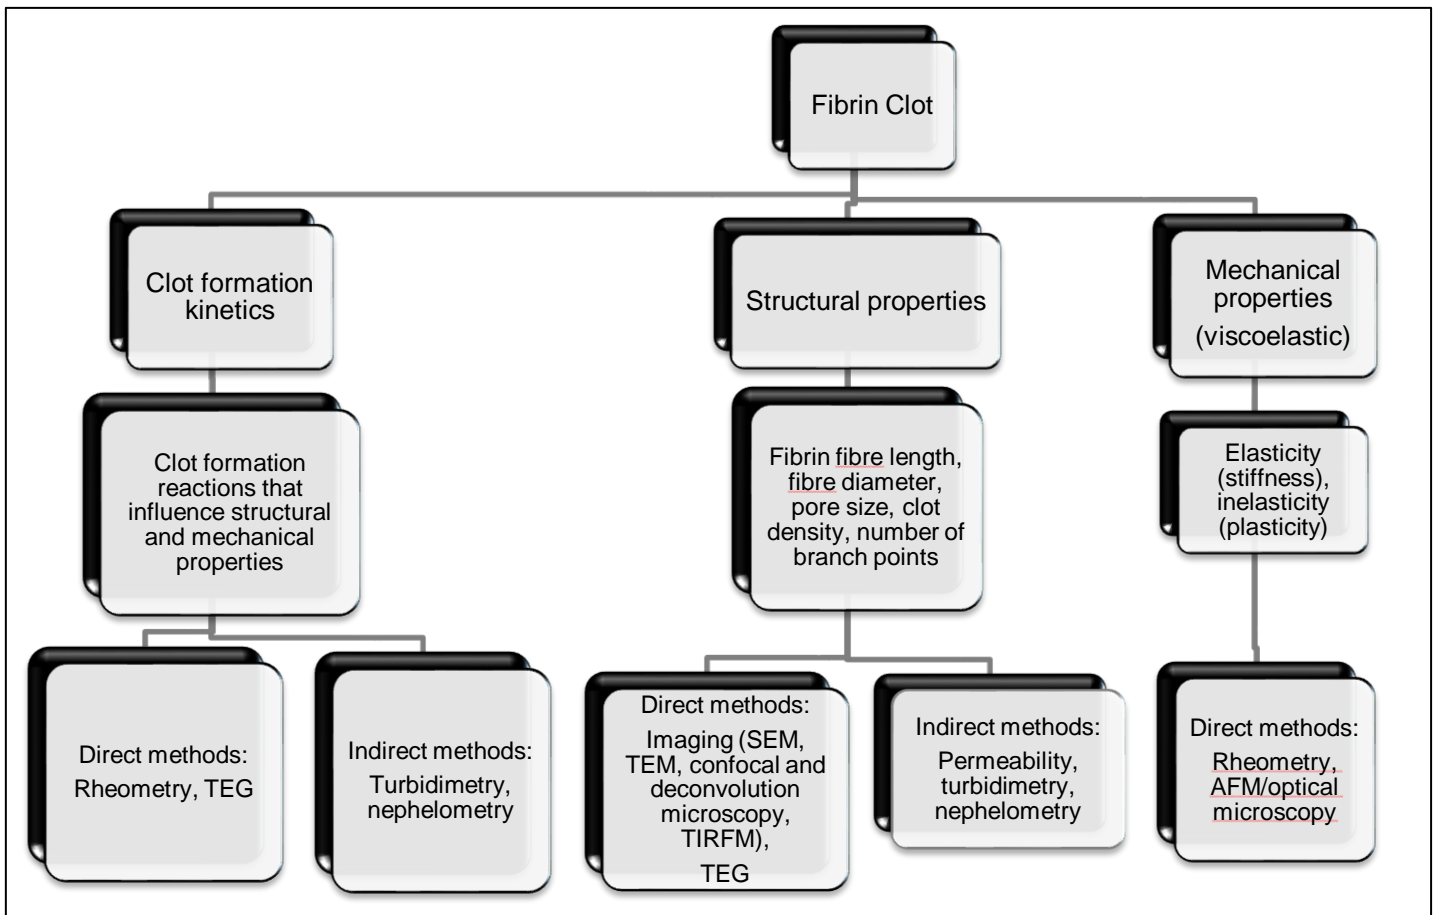 Fibrin Clot
Clot formation
kinetics
Structural properties
Mechanical
properties
(viscoelastic)
Clot formation
reactions that
influence structural
and mechanical
properties
Fibrin fibre length,
fibre diameter,
pore size, clot
density, number of
branch points
Elasticity
(stiffness),
inelasticity
(plasticity)
Direct methods:
Rheometry, TEG
Indirect methods:
Turbidimetry,
nephelometry
Direct methods:
Imaging (SEM,
TEM, confocal and
deconvolution
microscopy,
TIRFM),
TEG
Indirect methods:
Permeability,
turbidimetry,
nephelometry
Direct methods:
Rheometry,
AFM/optical
microscopy